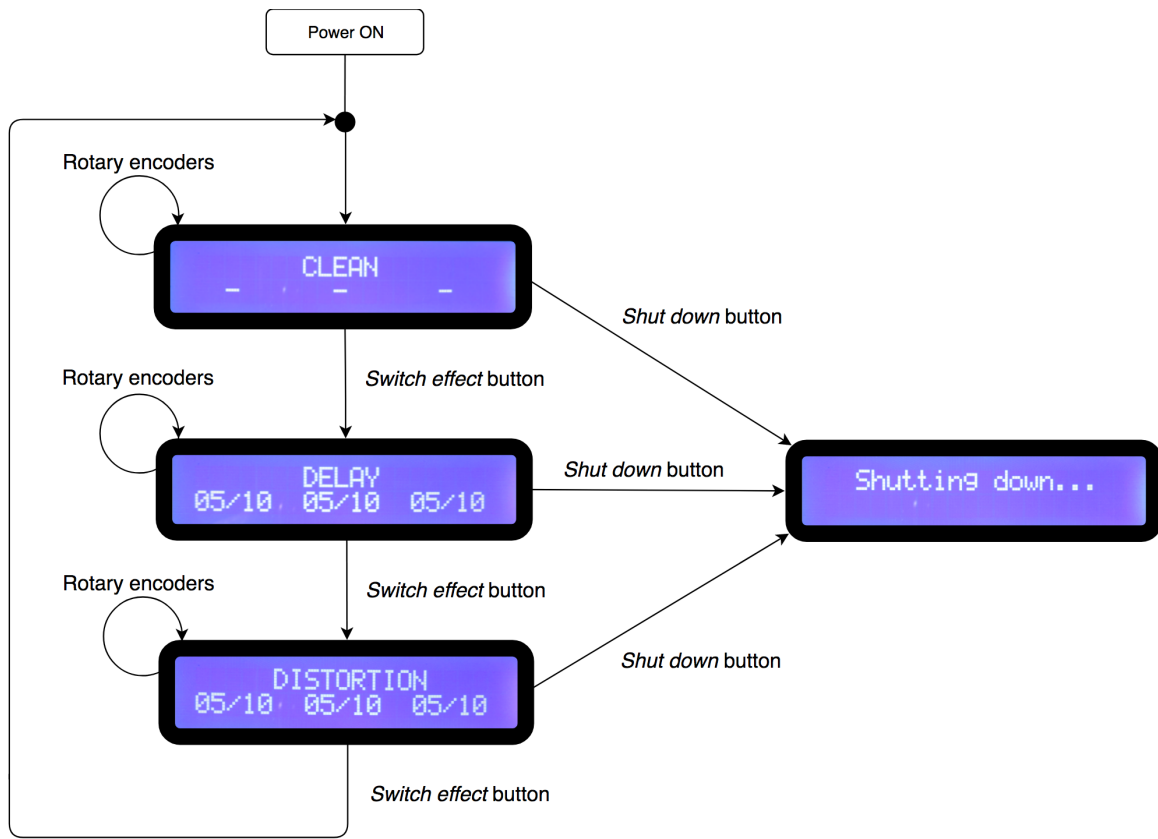 Power ON
Rotary encoders
CLEAN
- - -
Shut down button
Switch effect button
Rotary encoders
DELAY
05/10 05/10 05/10
Shut down button
Shutting down...
Switch effect button
Rotary encoders
DISTORTION
05/10 05/10 05/10
Shut down button
Switch effect button